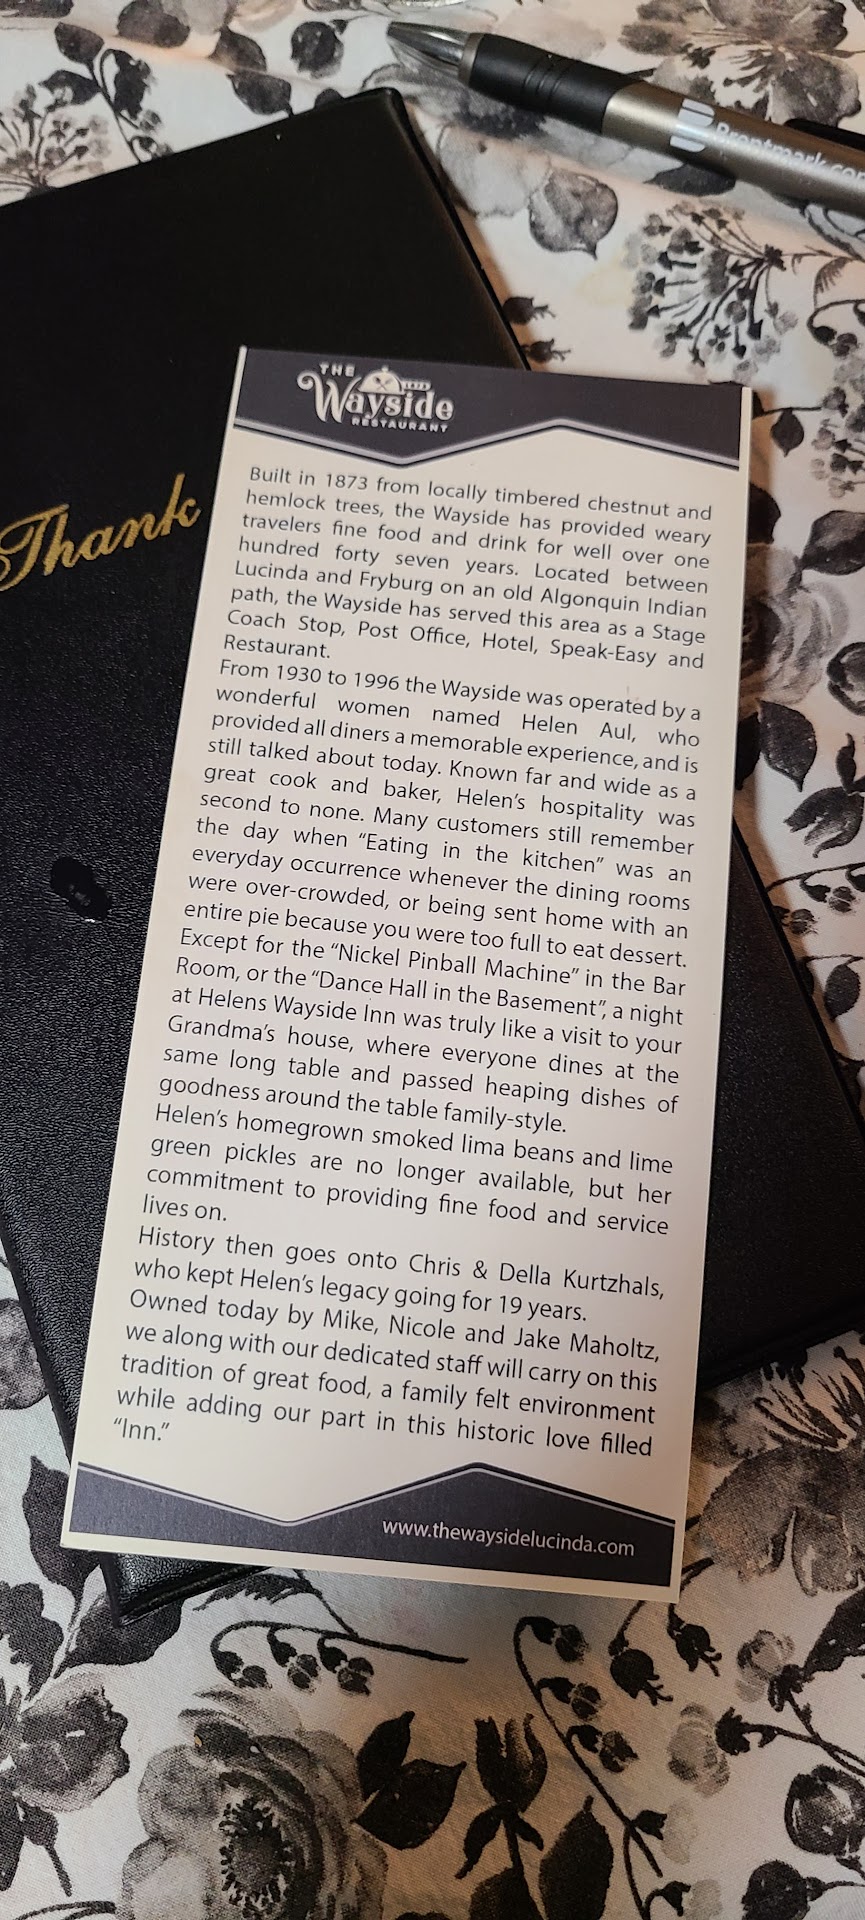 Brentmark.com
Thank
THE
Wayside
RESTAURANT
Built in 1873 from locally timbered chestnut and
hemlock trees, the Wayside has provided weary
travelers fine food and drink for well over one
hundred forty seven years. Located between
Lucinda and Fryburg on an old Algonquin Indian
path, the Wayside has served this area as a Stage
Coach Stop, Post Office, Hotel, Speak-Easy and
Restaurant.
From 1930 to 1996 the Wayside was operated by a
wonderful women named Helen Aul, who
provided all diners a memorable experience, and is
still talked about today. Known far and wide as a
great cook and baker, Helen's hospitality was
second to none. Many customers still remember
the day when "Eating in the kitchen" was an
everyday occurrence whenever the dining rooms
were over-crowded, or being sent home with an
entire pie because you were too full to eat dessert.
Except for the "Nickel Pinball Machine" in the Bar
Room, or the "Dance Hall in the Basement", a night
at Helens Wayside Inn was truly like a visit to your
Grandma's house, where everyone dines at the
same long table and passed heaping dishes of
goodness around the table family-style.
Helen's homegrown smoked lima beans and lime
green pickles are no longer available, but her
commitment to providing fine food and service
lives on.
History then goes onto Chris & Della Kurtzhals,
who kept Helen's legacy going for 19 years.
Owned today by Mike, Nicole and Jake Maholtz,
we along with our dedicated staff will carry on this
tradition of great food, a family felt environment
while adding our part in this historic love filled
"Inn."
www.thewaysidelucinda.com